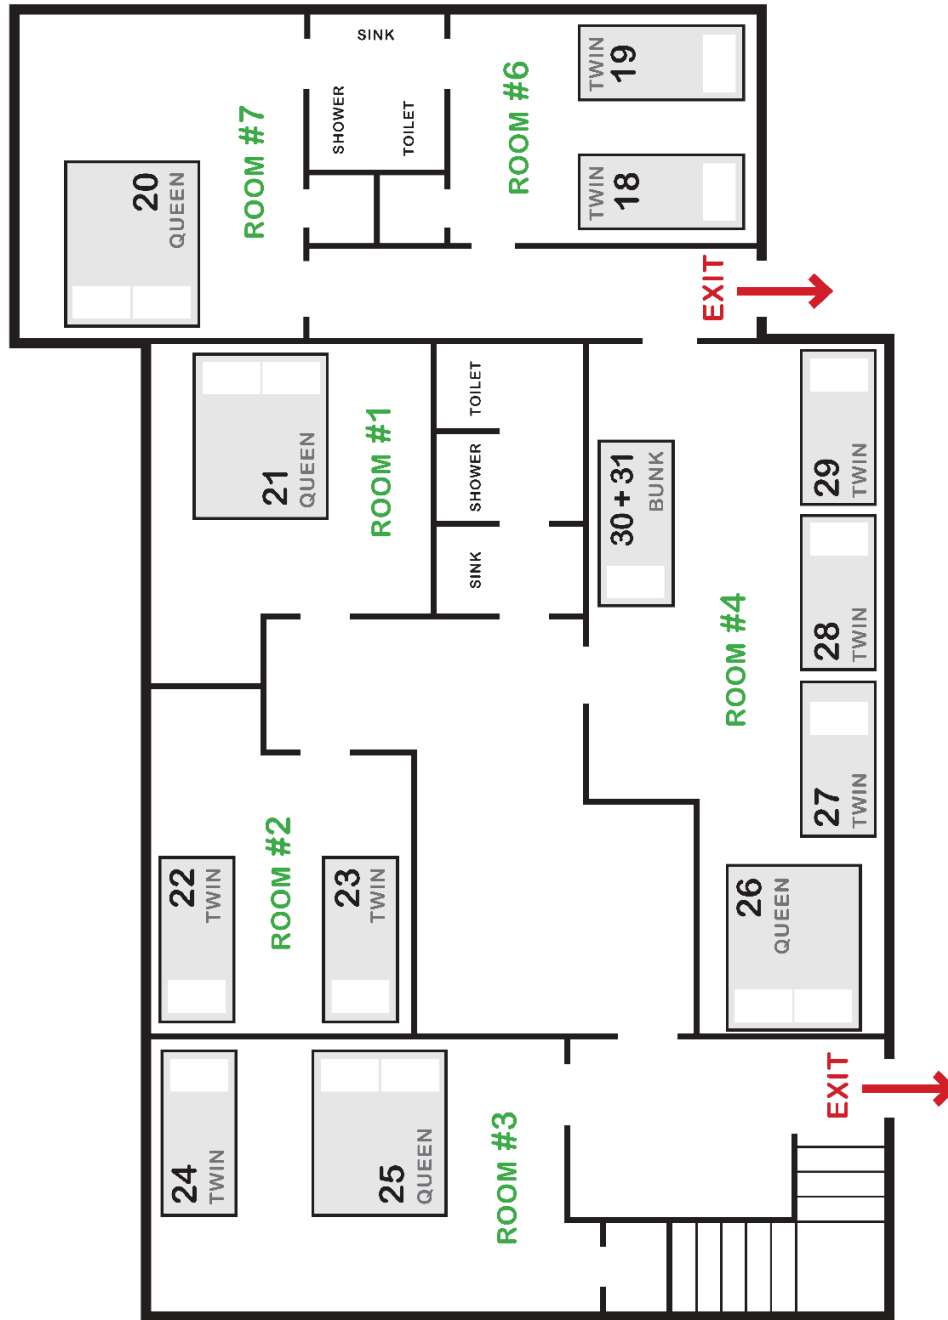 ROOM #7
20
QUEEN
SINK
SHOWER
TOILET
ROOM #6
TWIN
19
TWIN
18
EXIT
21
QUEEN
ROOM #1
TOILET
SHOWER
SINK
30 + 31
BUNK
ROOM #4
29
TWIN
28
TWIN
27
TWIN
26
QUEEN
ROOM #2
22
TWIN
23
TWIN
24
TWIN
25
QUEEN
ROOM #3
EXIT